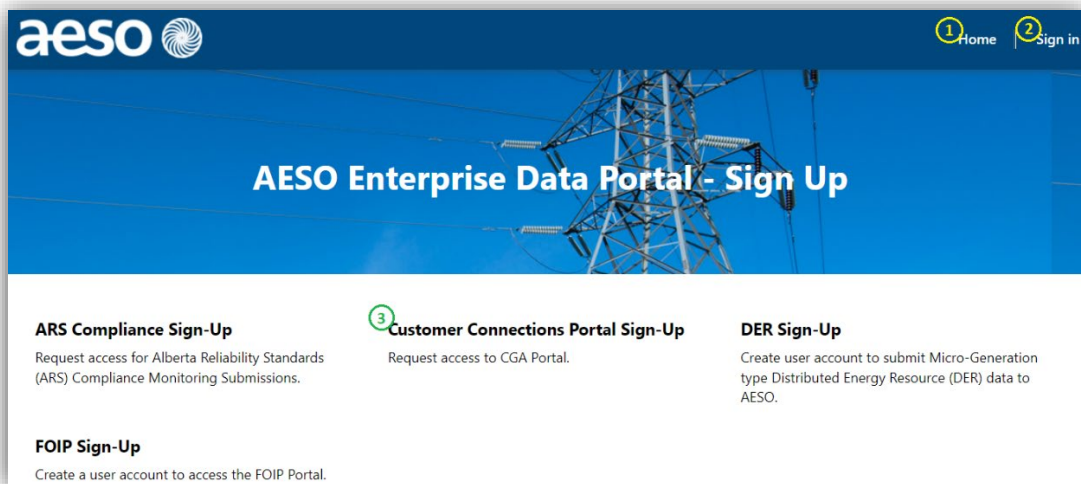 aeso
1 Home 2 Sign in
AESO Enterprise Data Portal - Sign Up
ARS Compliance Sign-Up
Request access for Alberta Reliability Standards
(ARS) Compliance Monitoring Submissions.
3 Customer Connections Portal Sign-Up
Request access to CGA Portal.
DER Sign-Up
Create user account to submit Micro-Generation
type Distributed Energy Resource (DER) data to
AESO.
FOIP Sign-Up
Create a user account to access the FOIP Portal.